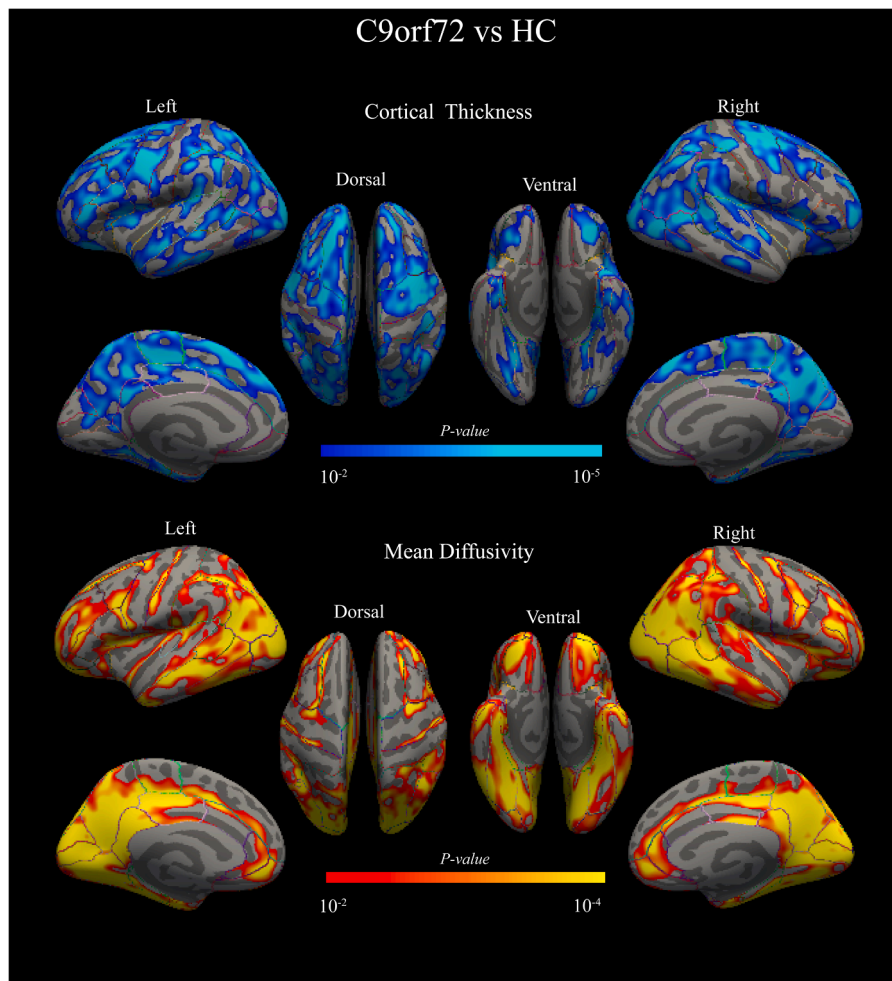 C9orf72 vs HC
Left
Cortical Thickness
Right
Dorsal
Ventral
P-value
10-2
10-5
Left
Mean Diffusivity
Right
Dorsal
Ventral
P-value
10-2
10-4